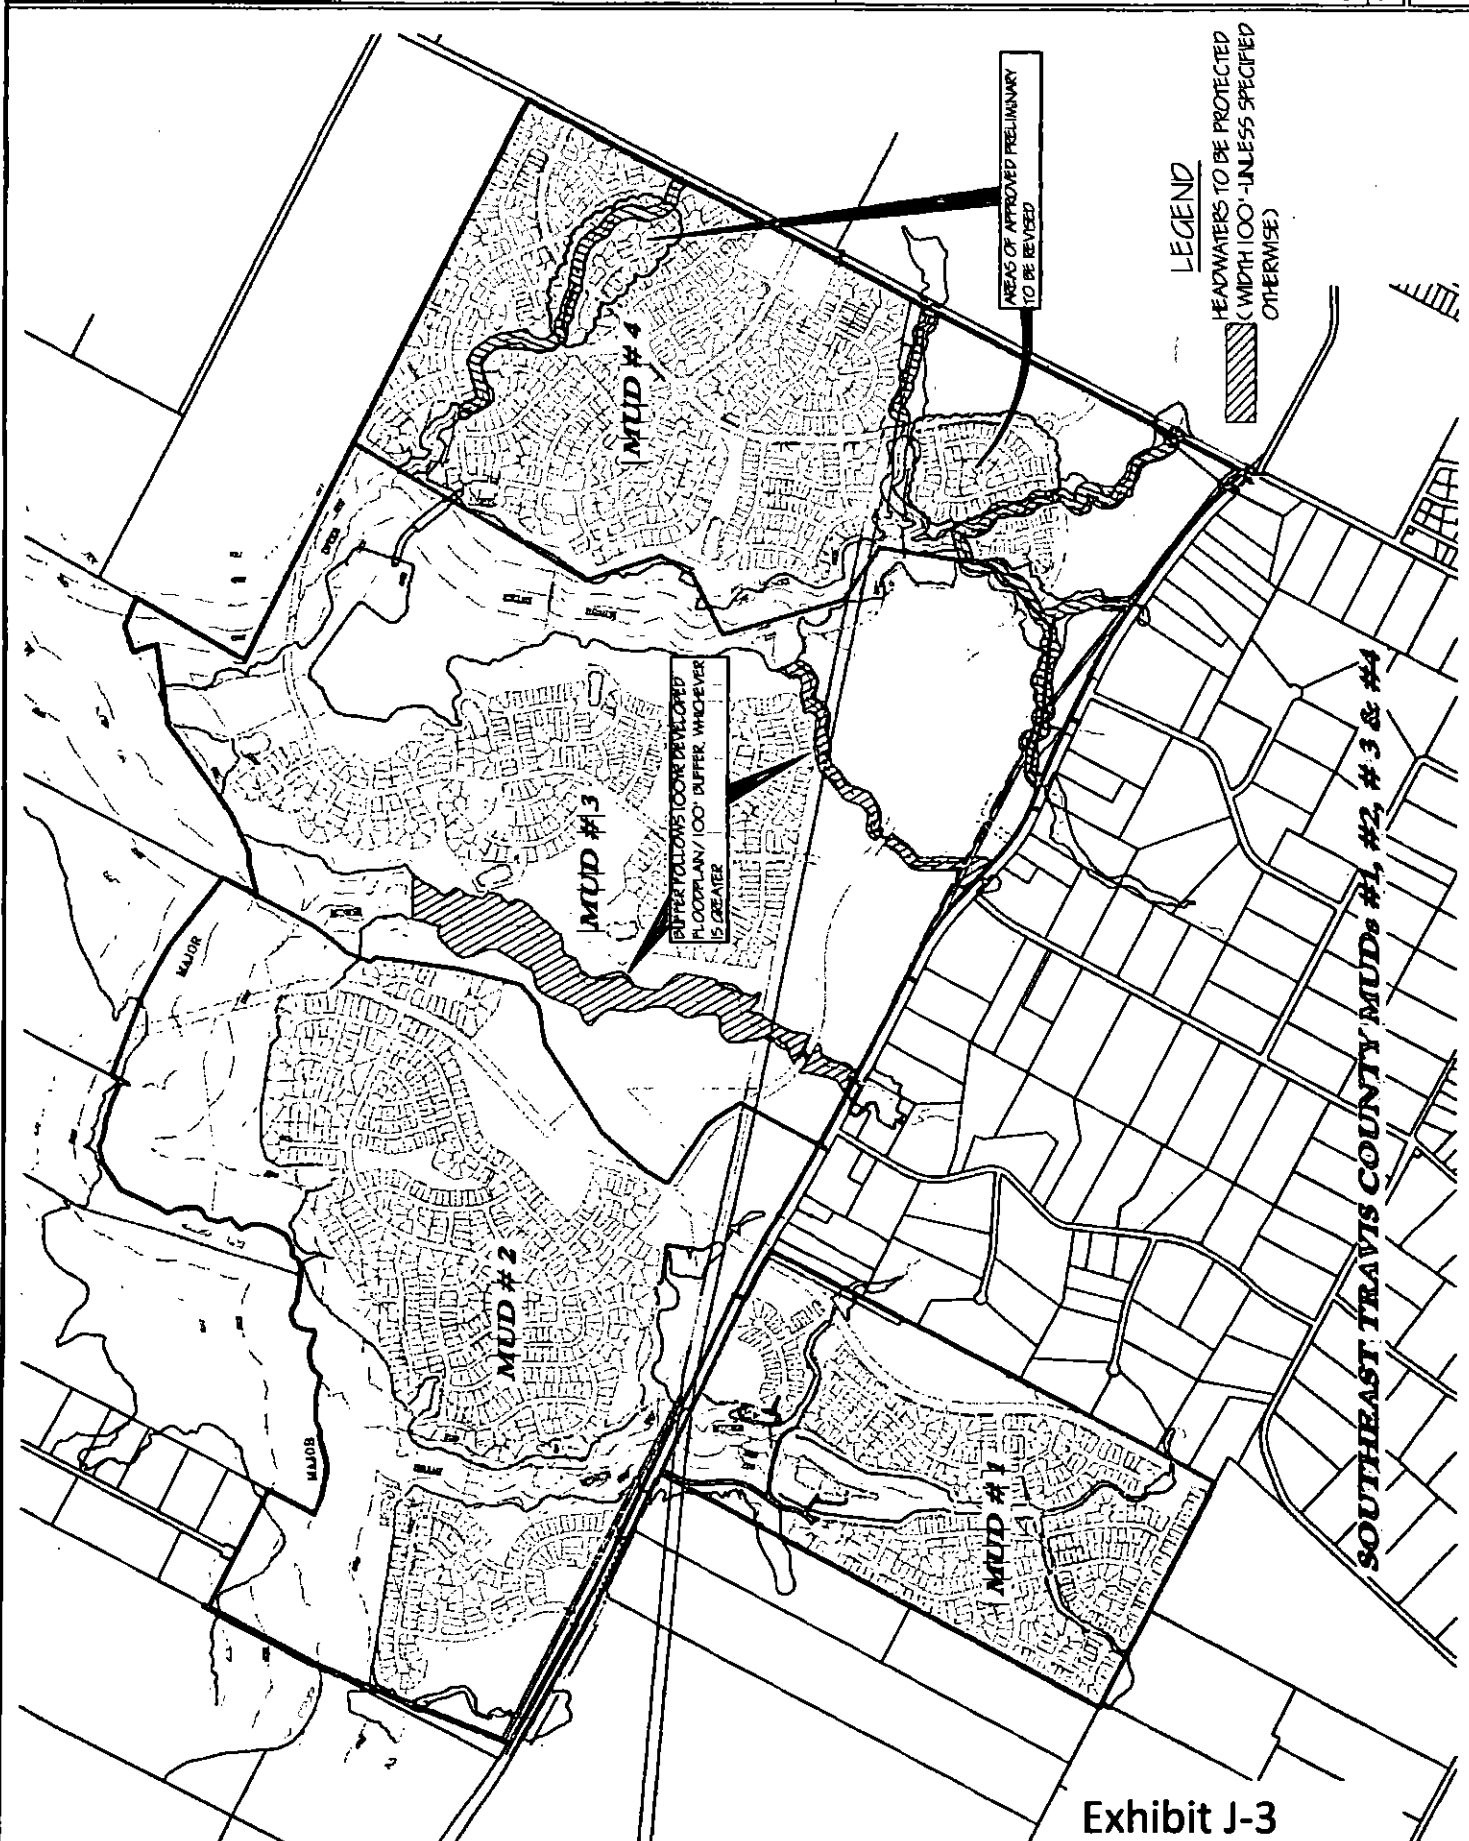 AREAS OF APPROVED PRELIMINARY
TO BE REVISED
LEGEND
HEADWATERS TO BE PROTECTED
(WIDTH 100' - UNLESS SPECIFIED
OTHERWISE)
MUD # 4
BUFFER FOLLOWS 100YR DEVELOPED
FLOODPLAIN / 100' BUFFER WHICHEVER
IS GREATER
MUD # 3
MAJOR
MUD # 2
MAJOR
MUD # 1
SOUTHEAST TRAVIS COUNTY MUDs #1, #2, # 3 & #4
Exhibit J-3